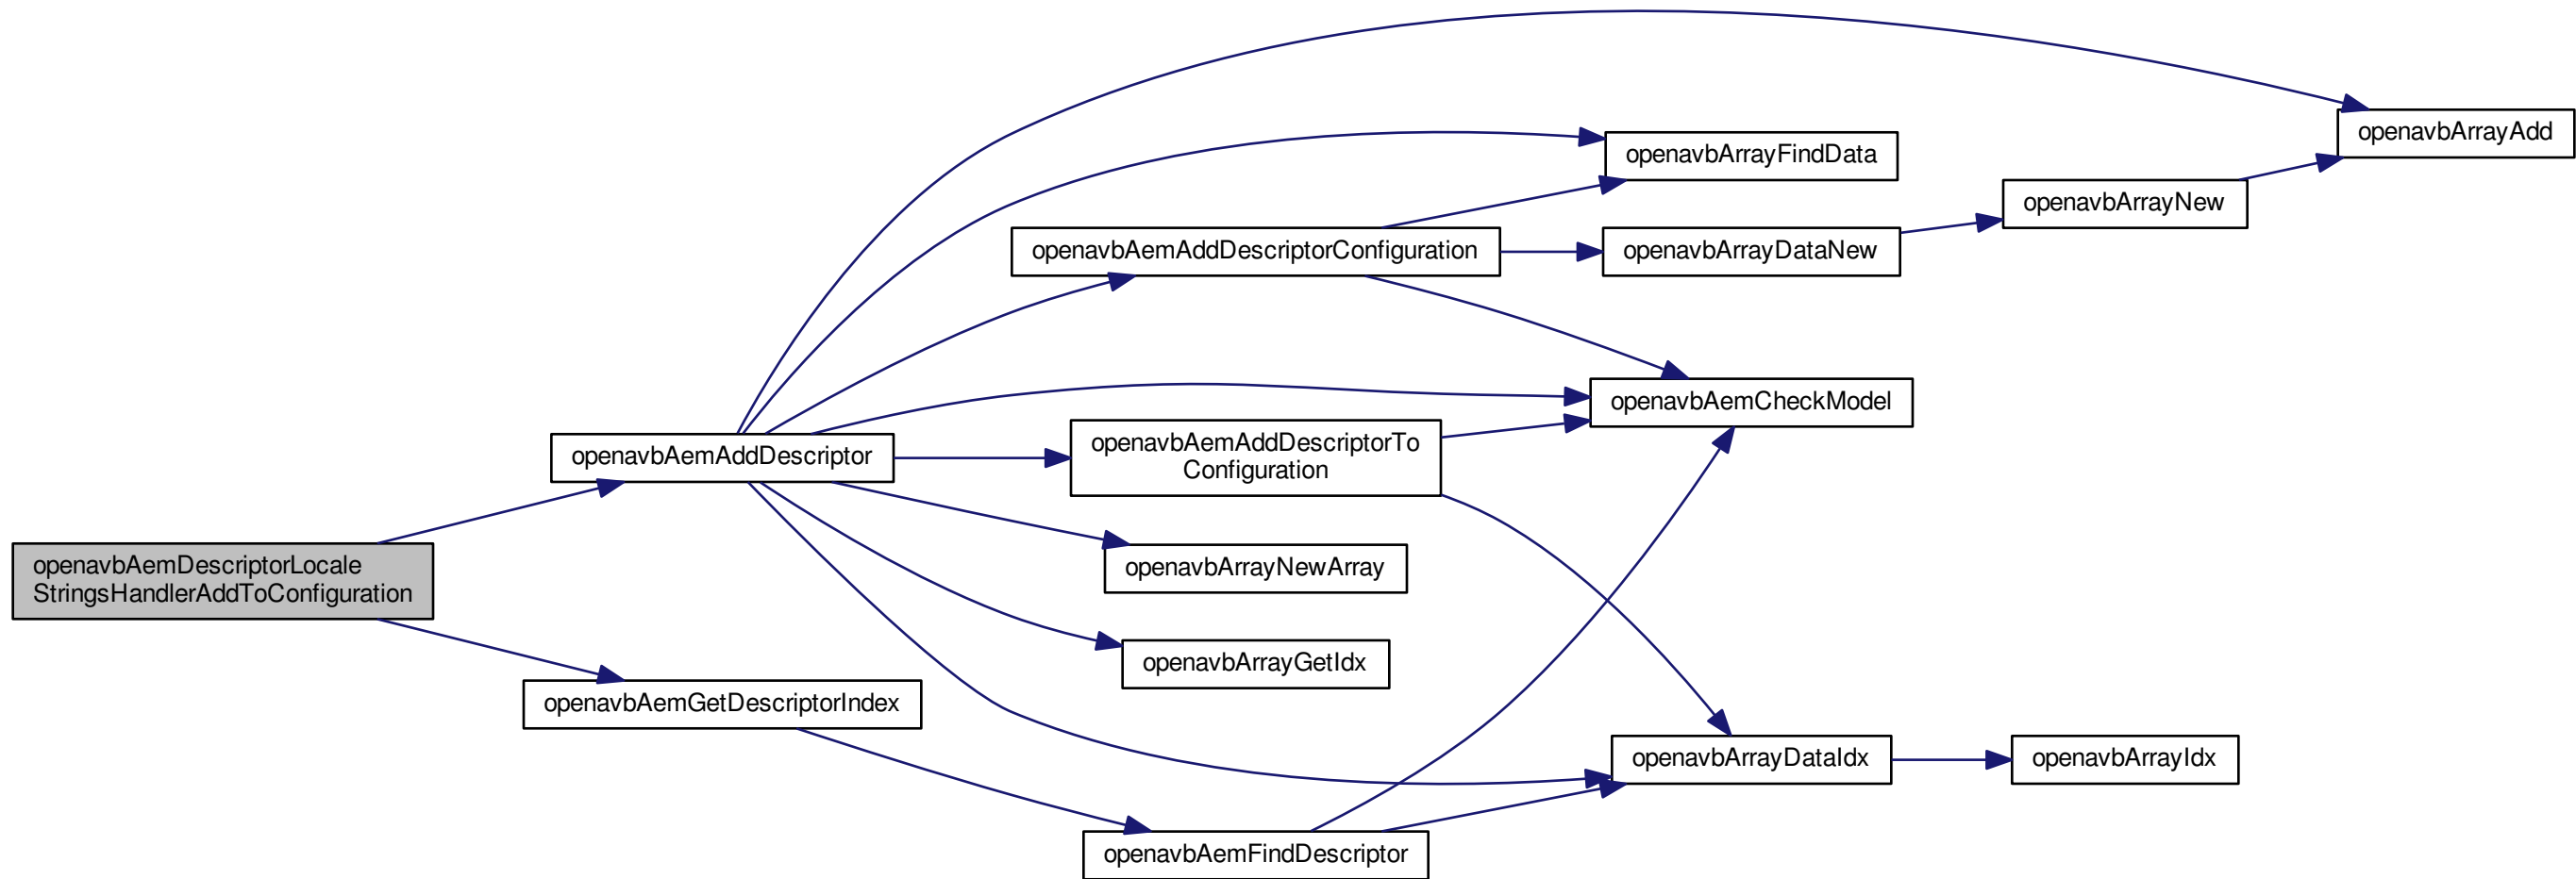 openavbArrayAdd
openavbArrayFindData
openavbArrayNew
openavbAemAddDescriptorConfiguration
openavbArrayDataNew
openavbAemCheckModel
openavbAemAddDescriptor
openavbAemAddDescriptorTo
Configuration
openavbAemDescriptorLocale
StringsHandlerAddToConfiguration
openavbArrayNewArray
openavbArrayGetIdx
openavbAemGetDescriptorIndex
openavbArrayDataIdx
openavbArrayIdx
openavbAemFindDescriptor